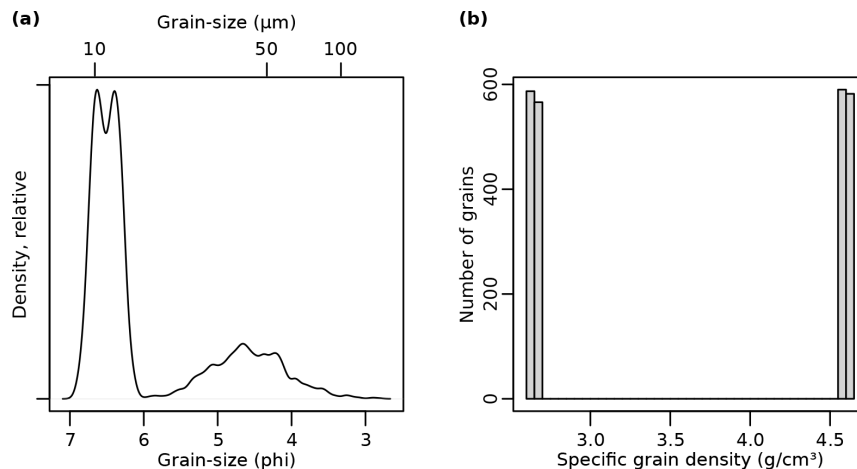 (a)
Grain-size (μm)
10 50 100
Density, relative
7 6 5 4 3
Grain-size (phi)
(b)
Number of grains
600
400
200
0
3.0 3.5 4.0 4.5
Specific grain density (g/cm³)